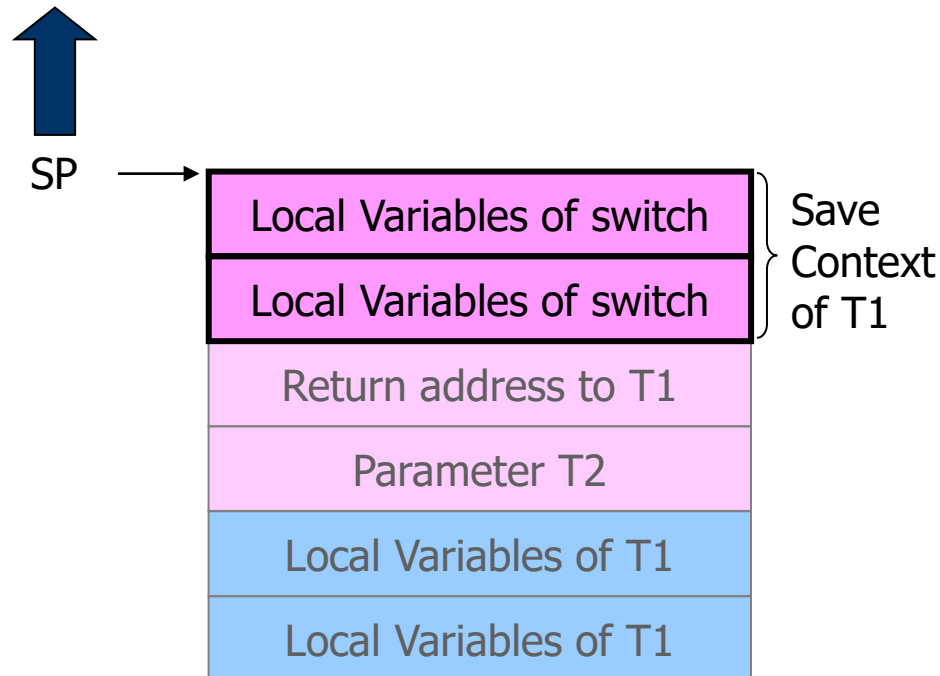 SP
Local Variables of switch
Local Variables of switch
Save
Context
of T1
Return address to T1
Parameter T2
Local Variables of T1
Local Variables of T1